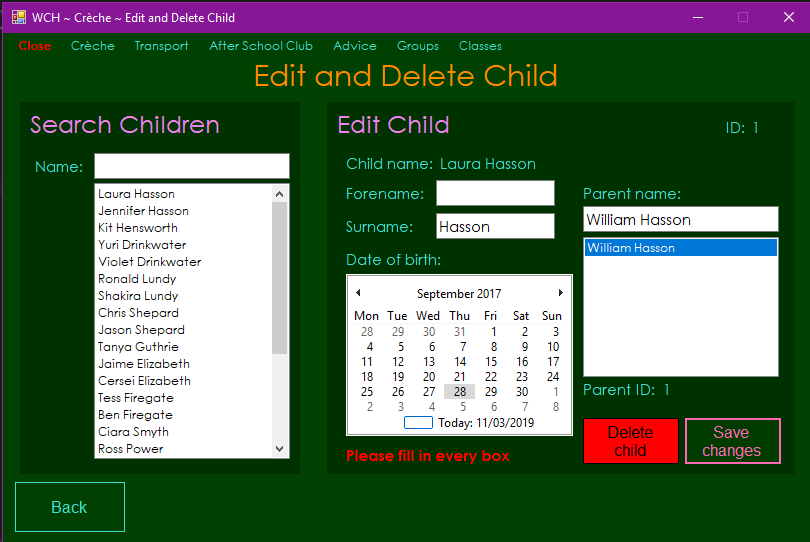 WCH ~ Crèche ~ Edit and Delete Child
Close Crèche Transport After School Club Advice Groups Classes
Edit and Delete Child
Search Children
Name:
Laura Hasson
Jennifer Hasson
Kit Hensworth
Yuri Drinkwater
Violet Drinkwater
Ronald Lundy
Shakira Lundy
Chris Shepard
Jason Shepard
Tanya Guthrie
Jaime Elizabeth
Cersei Elizabeth
Tess Firegate
Ben Firegate
Ciara Smyth
Ross Power
Edit Child
ID: 1
Child name: Laura Hasson
Forename:
Surname: Hasson
Date of birth:
September 2017
Mon Tue Wed Thu Fri Sat Sun
28 29 30 31 1 2 3
4 5 6 7 8 9 10
11 12 13 14 15 16 17
18 19 20 21 22 23 24
25 26 27 28 29 30 1
2 3 4 5 6 7 8
Today: 11/03/2019
Please fill in every box
Parent name:
William Hasson
William Hasson
Parent ID: 1
Delete
child
Save
changes
Back